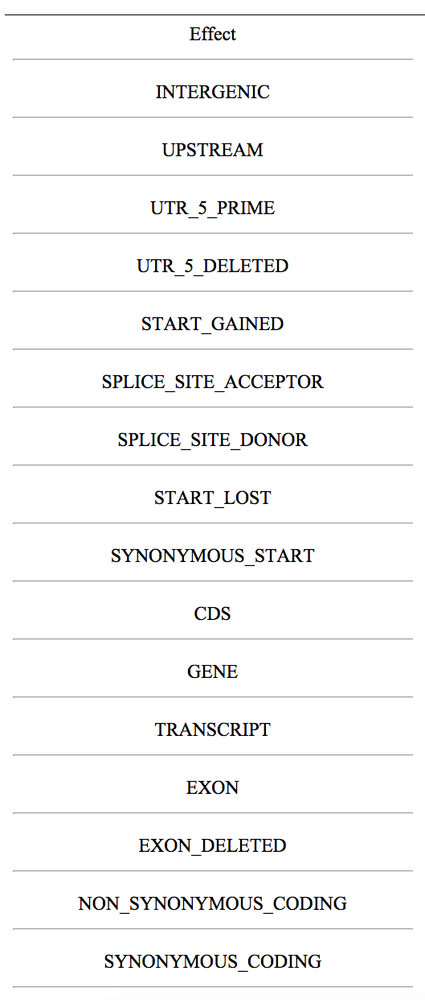 Effect
INTERGENIC
UPSTREAM
UTR_5_PRIME
UTR_5_DELETED
START_GAINED
SPLICE_SITE_ACCEPTOR
SPLICE_SITE_DONOR
START_LOST
SYNONYMOUS_START
CDS
GENE
TRANSCRIPT
EXON
EXON_DELETED
NON_SYNONYMOUS_CODING
SYNONYMOUS_CODING